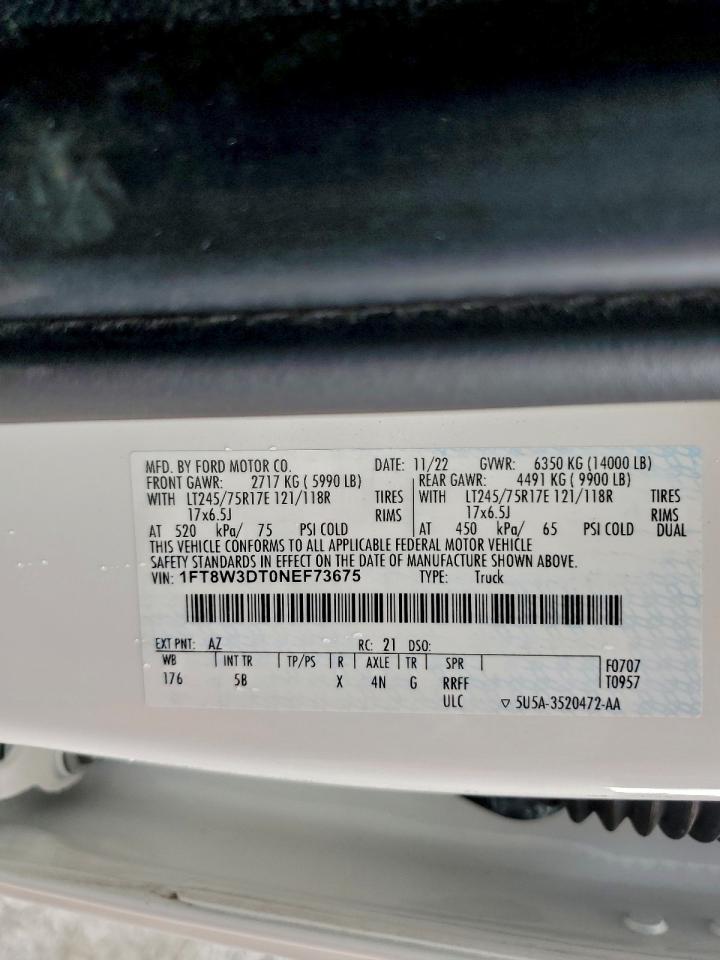 MFD. BY FORD MOTOR CO. DATE: 11/22 GVWR: 6350 KG (14000 LB)
FRONT GAWR: 2717 KG ( 5990 LB) REAR GAWR: 4491 KG ( 9900 LB)
WITH LT245/75R17E 121/118R TIRES WITH LT245/75R17E 121/118R TIRES
17x6.5J RIMS 17x6.5J RIMS
AT 520 kPa/ 75 PSI COLD AT 450 kPa/ 65 PSI COLD DUAL
THIS VEHICLE CONFORMS TO ALL APPLICABLE FEDERAL MOTOR VEHICLE
SAFETY STANDARDS IN EFFECT ON THE DATE OF MANUFACTURE SHOWN ABOVE.
VIN: 1FT8W3DT0NEF73675 TYPE: Truck
EXT PNT: AZ RC: 21 DSO:
WB INT TR TP/PS R AXLE TR SPR F0707
176 5B X 4N G RRFF T0957
ULC ▽ 5U5A-3520472-AA